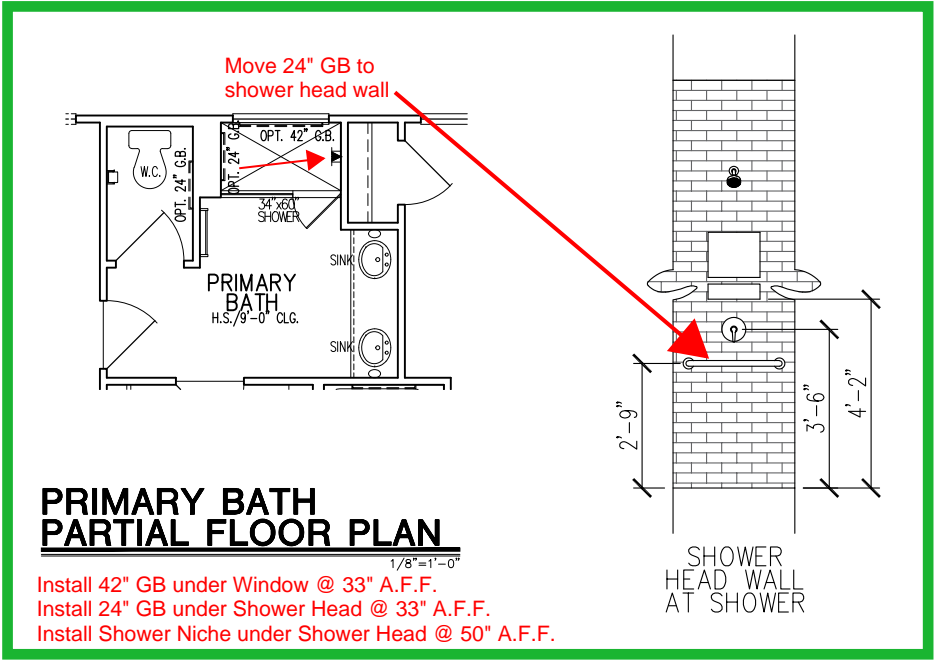 Move 24" GB to
shower head wall
OPT. 42" G.B.
OPT. 24" G.B.
W.C.
OPT. 24" G.B.
34"x60"
SHOWER
SINK
PRIMARY
BATH
H.S./9'-0" CLG.
SINK
2'-9"
3'-6"
4'-2"
PRIMARY BATH
PARTIAL FLOOR PLAN
1/8"=1'-0"
SHOWER
HEAD WALL
AT SHOWER
Install 42" GB under Window @ 33" A.F.F.
Install 24" GB under Shower Head @ 33" A.F.F.
Install Shower Niche under Shower Head @ 50" A.F.F.